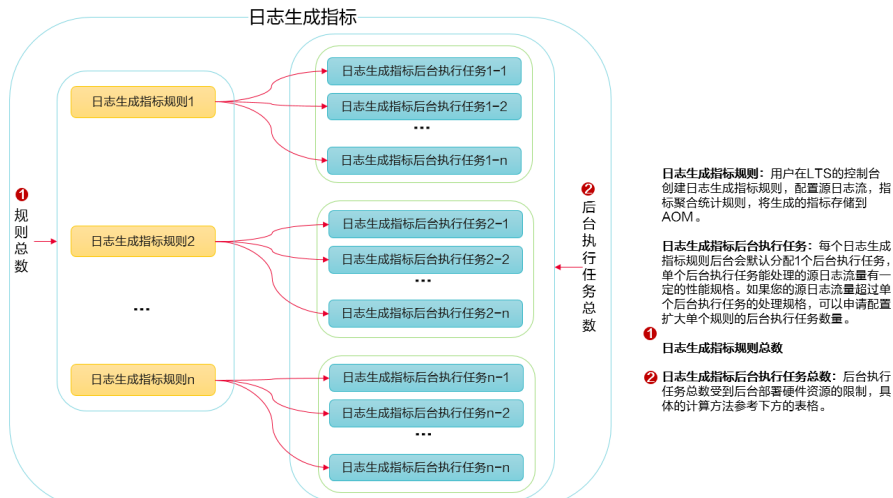 日志生成指标
日志生成指标规则1
日志生成指标后台执行任务1-1
日志生成指标后台执行任务1-2
...
日志生成指标后台执行任务1-n
1
规则总数
日志生成指标规则2
日志生成指标后台执行任务2-1
日志生成指标后台执行任务2-2
...
日志生成指标后台执行任务2-n
...
日志生成指标规则n
日志生成指标后台执行任务n-1
日志生成指标后台执行任务n-2
...
日志生成指标后台执行任务n-n
2
后台执行任务总数
日志生成指标规则：用户在LTS的控制台
创建日志生成指标规则，配置源日志流，指
标聚合统计规则，将生成的指标存储到
AOM。
日志生成指标后台执行任务：每个日志生成
指标规则后台会默认分配1个后台执行任务，
单个后台执行任务能处理的源日志流量有一
定的性能规格。如果您的源日志流量超过单
个后台执行任务的处理规格，可以申请配置
扩大单个规则的后台执行任务数量。
1
日志生成指标规则总数
2 日志生成指标后台执行任务总数：后台执行
任务总数受到后台部署硬件资源的限制，具
体的计算方法参考下方的表格。